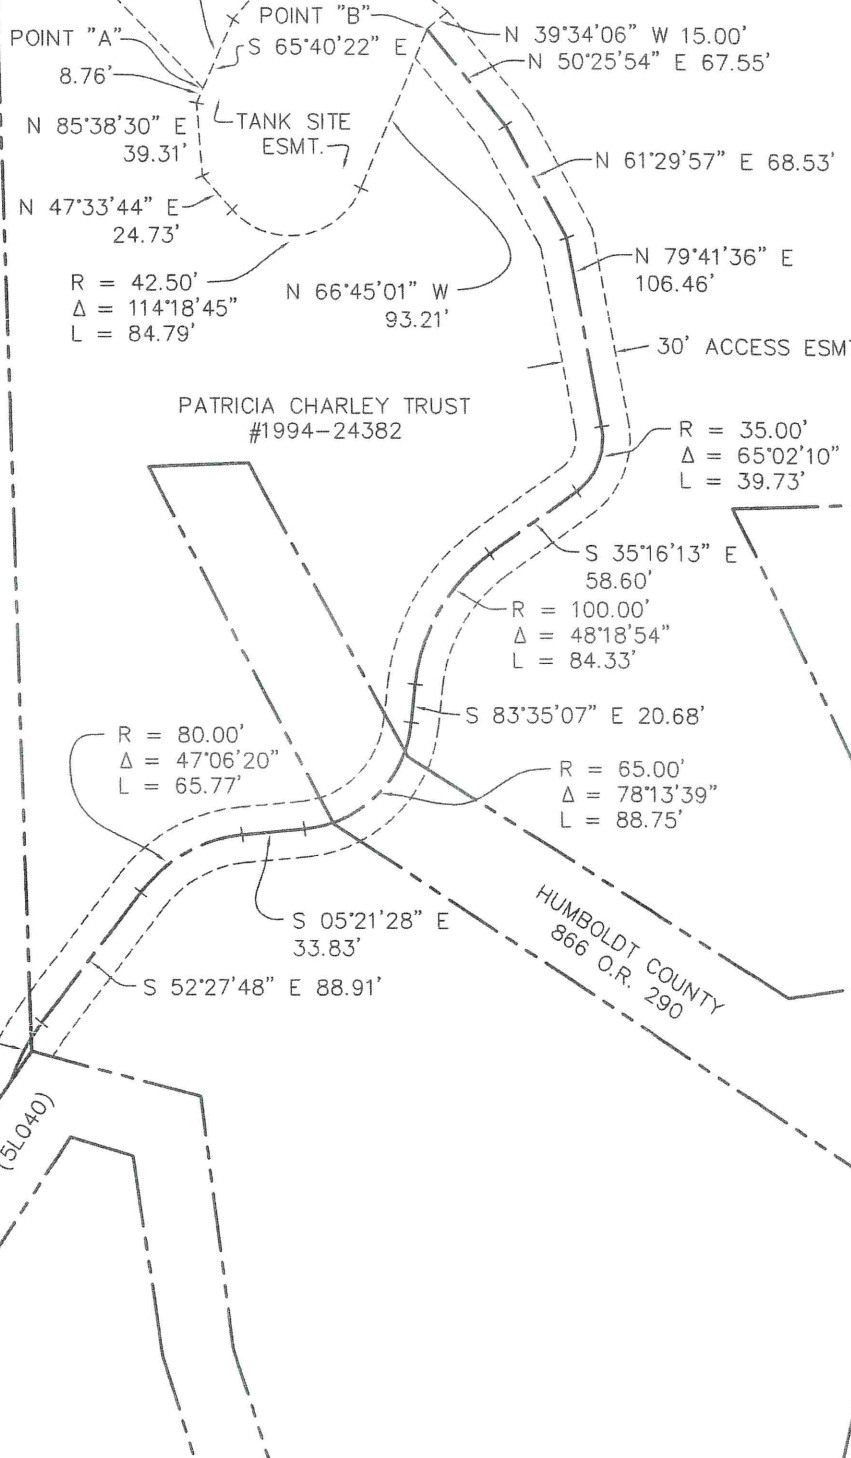 POINT "B"
N 39°34'06" W 15.00'
POINT "A"
S 65°40'22" E
N 50°25'54" E 67.55'
8.76'
TANK SITE
ESMT.
N 85°38'30" E
39.31'
N 61°29'57" E 68.53'
N 47°33'44" E
24.73'
N 79°41'36" E
106.46'
R = 42.50'
Δ = 114°18'45"
L = 84.79'
N 66°45'01" W
93.21'
30' ACCESS ESMT
PATRICIA CHARLEY TRUST
#1994-24382
R = 35.00'
Δ = 65°02'10"
L = 39.73'
S 35°16'13" E
58.60'
R = 100.00'
Δ = 48°18'54"
L = 84.33'
S 83°35'07" E 20.68'
R = 80.00'
Δ = 47°06'20"
L = 65.77'
R = 65.00'
Δ = 78°13'39"
L = 88.75'
S 05°21'28" E
33.83'
HUMBOLDT COUNTY
866 O.R. 290
S 52°27'48" E 88.91'
(5L040)